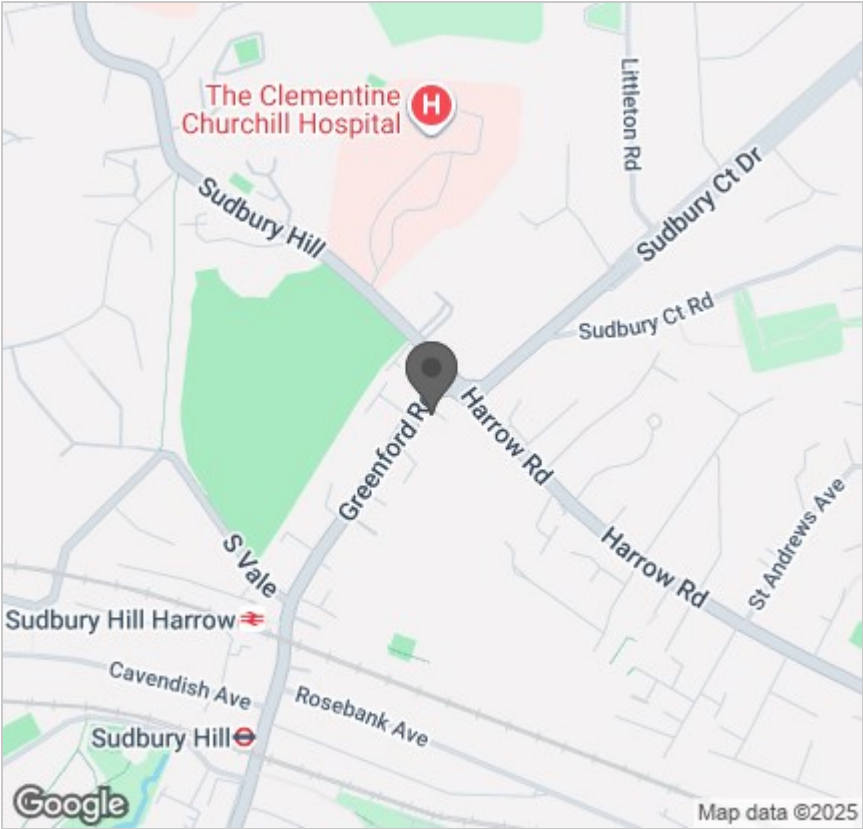 The Clementine
Churchill Hospital
H
Littleton Rd
Sudbury Ct Dr
Sudbury Hill
Sudbury Ct Rd
Greenford Rd
Harrow Rd
Harrow Rd
St Andrews Ave
S Vale
Sudbury Hill Harrow
Cavendish Ave
Rosebank Ave
Sudbury Hill
Google
Map data ©2025